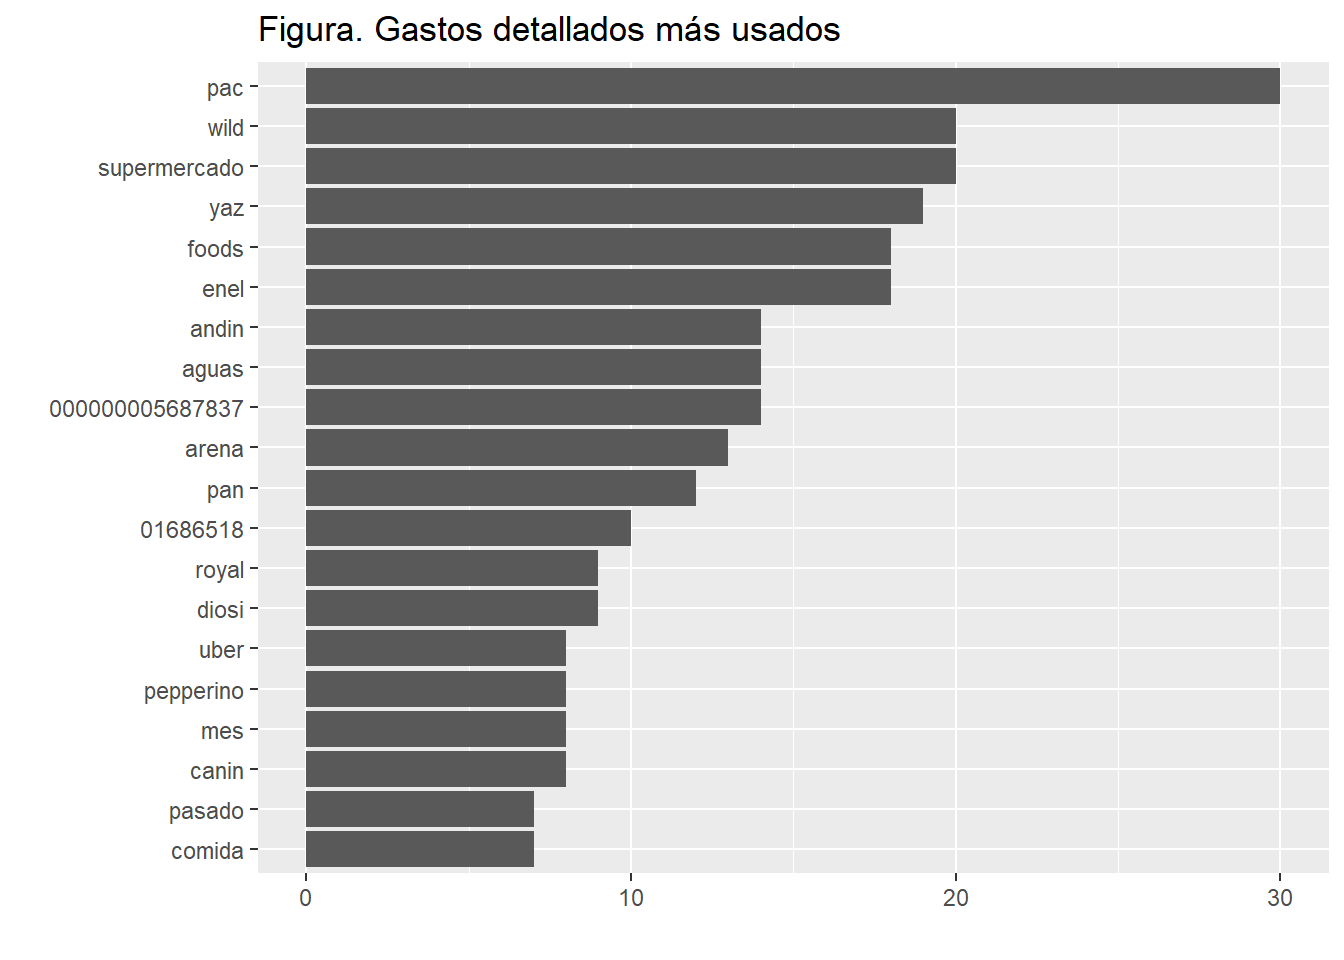 Figura. Gastos detallados más usados
pac
wild
supermercado
yaz
foods
enel
andin
aguas
000000005687837
arena
pan
01686518
royal
diosi
uber
pepperino
mes
canin
pasado
comida
0 10 20 30